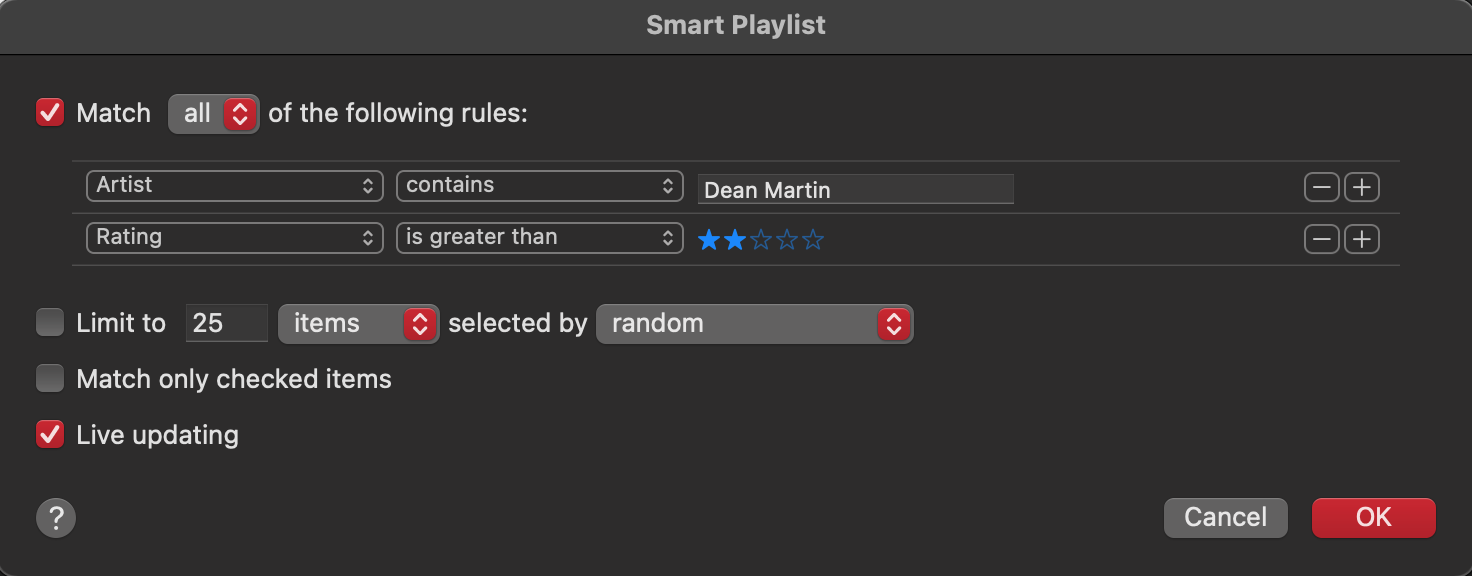 Smart Playlist
Match all of the following rules:
Artist contains Dean Martin
Rating is greater than
Limit to 25 items selected by random
Match only checked items
Live updating
? Cancel OK